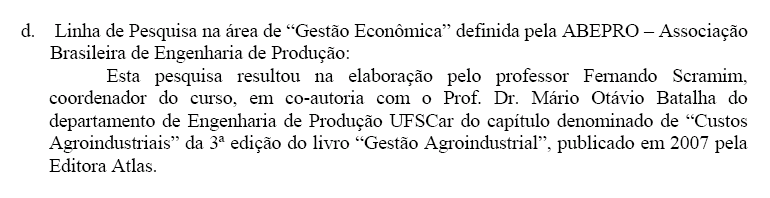 d. Linha de Pesquisa na área de “Gestão Econômica” definida pela ABEPRO – Associação
Brasileira de Engenharia de Produção:
Esta pesquisa resultou na elaboração pelo professor Fernando Scramim,
coordenador do curso, em co-autoria com o Prof. Dr. Mário Otávio Batalha do
departamento de Engenharia de Produção UFSCar do capítulo denominado de “Custos
Agroindustriais” da 3ª edição do livro “Gestão Agroindustrial”, publicado em 2007 pela
Editora Atlas.